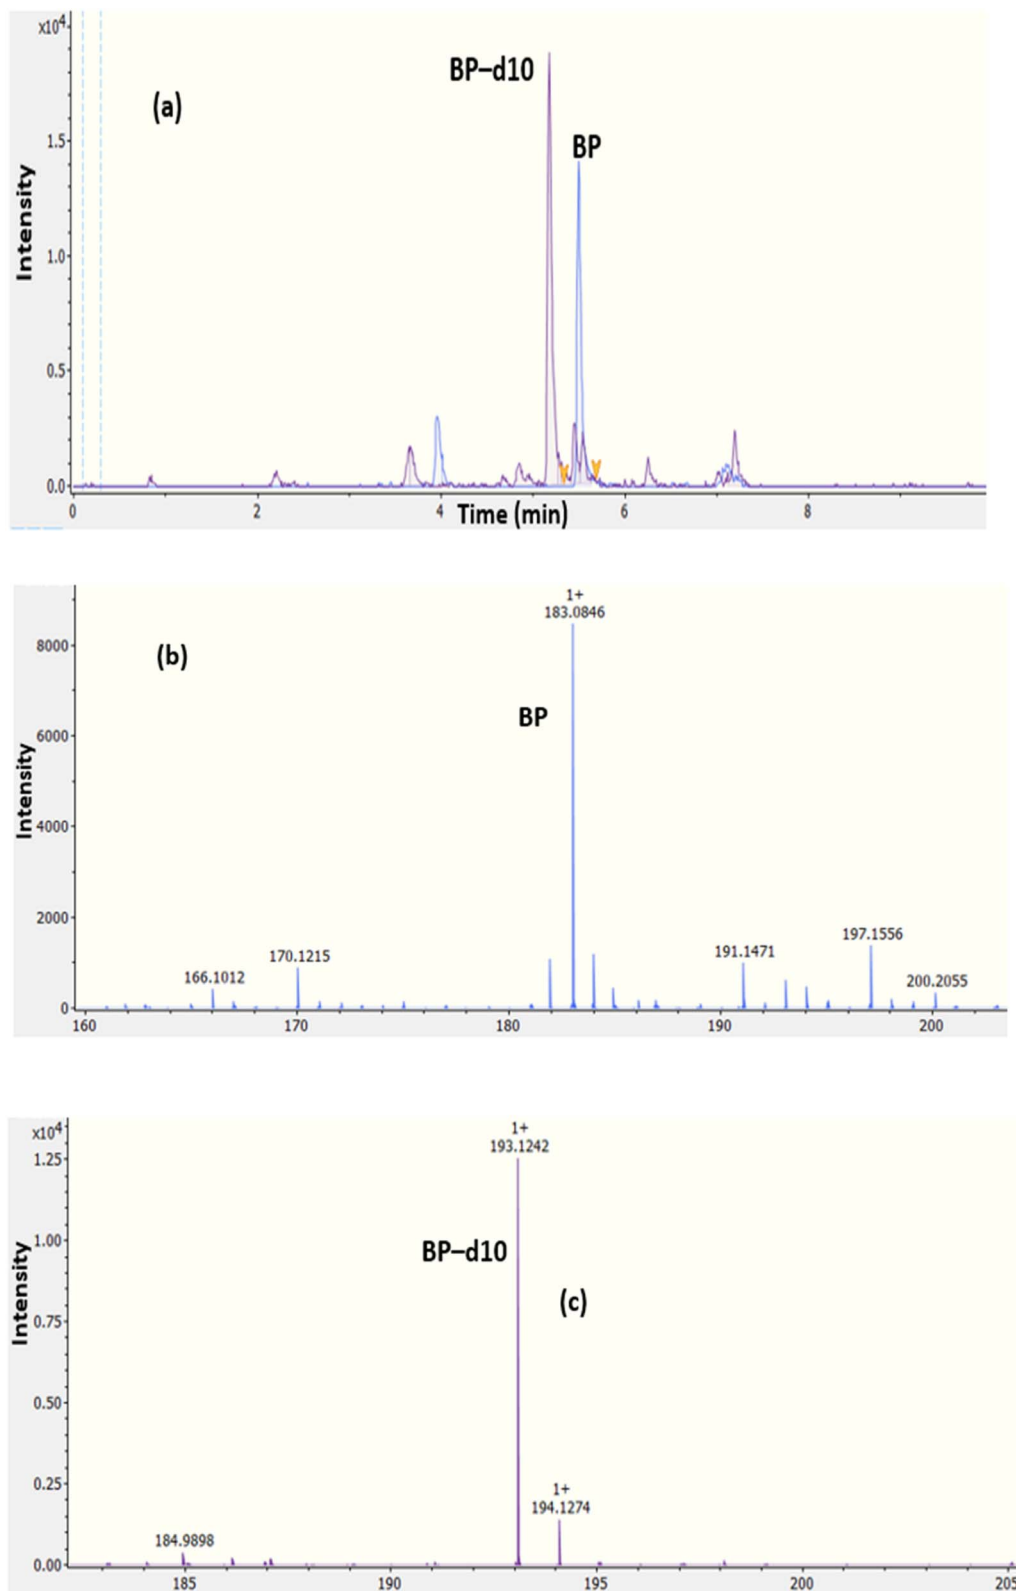 x10⁴
BP–d10
(a)
BP
1.5
1.0
0.5
0.0
Intensity
0 2 4 6 8
Time (min)
1+
183.0846
(b)
8000
BP
6000
4000
2000
0
Intensity
197.1556
191.1471
170.1215
166.1012
200.2055
160 170 180 190 200
x10⁴
1+
193.1242
1.25
BP–d10
1.00
(c)
0.75
0.50
0.25
0.00
Intensity
1+
194.1274
184.9898
185 190 195 200 205